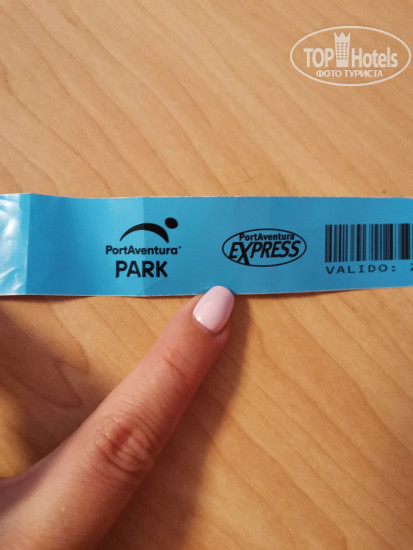 TOP Hotels
ФОТО ТУРИСТА
PortAventura®
PARK
PortAventura
EXPRESS
VALIDO: